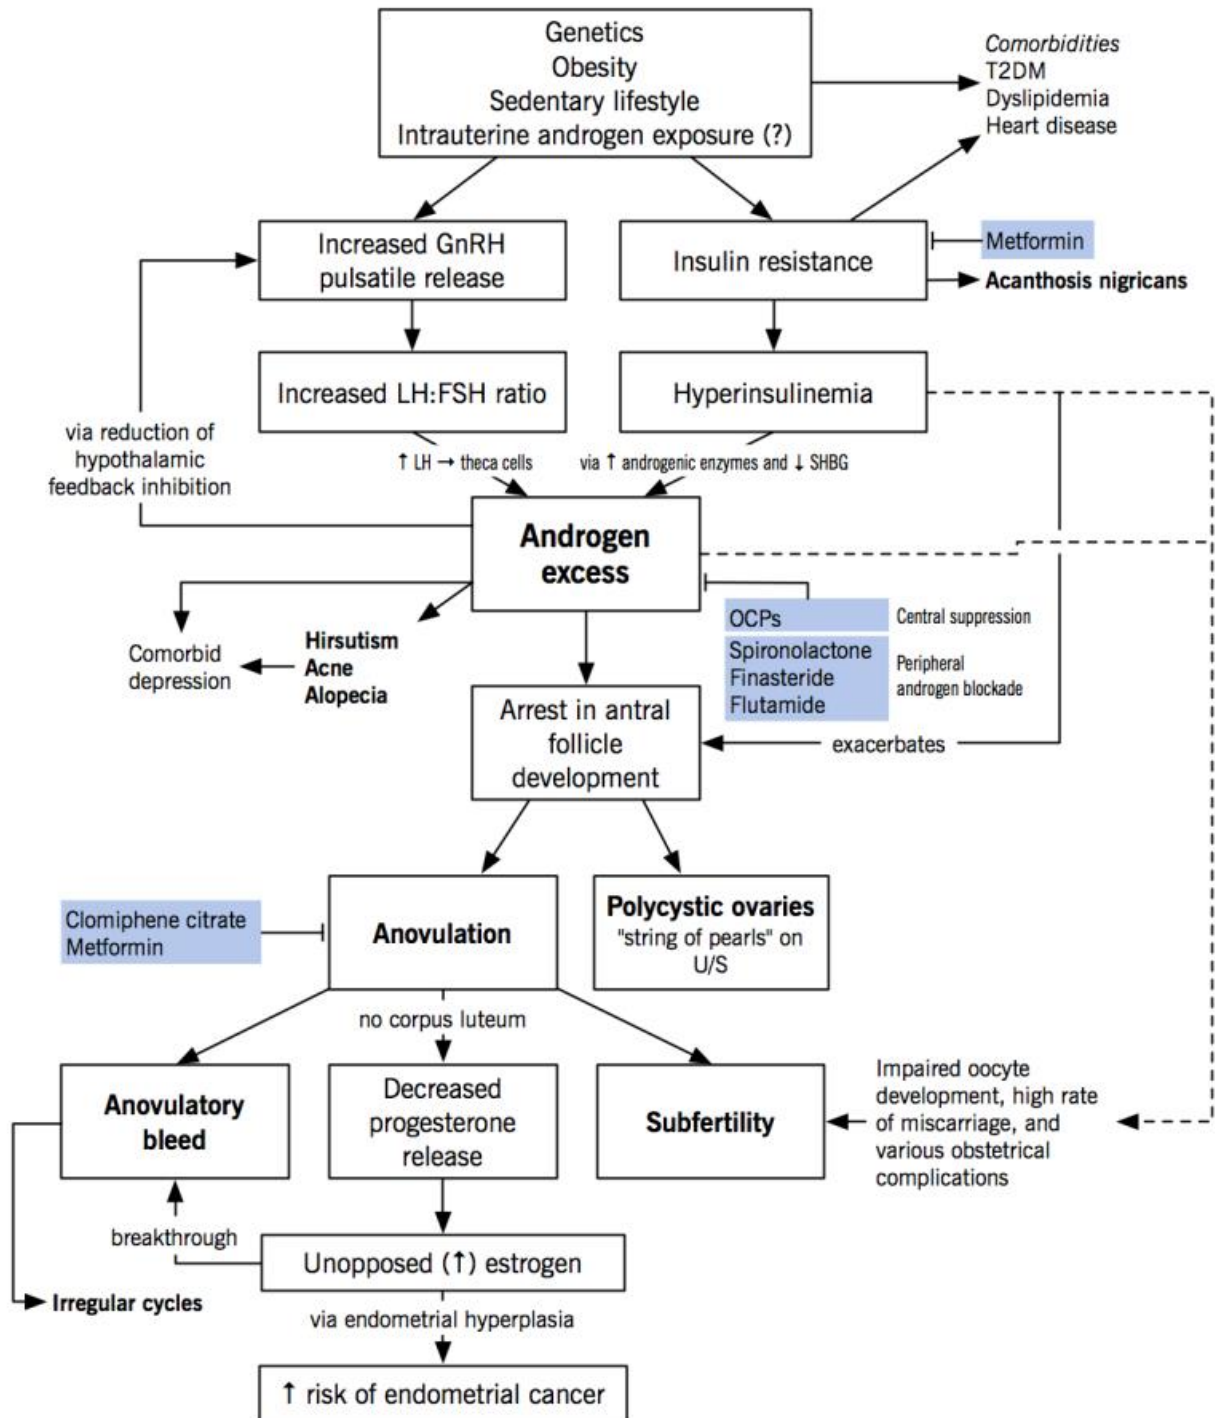 Genetics
Obesity
Sedentary lifestyle
Intrauterine androgen exposure (?)
Comorbidities
T2DM
Dyslipidemia
Heart disease
Increased GnRH
pulsatile release
Insulin resistance
Metformin
Acanthosis nigricans
Increased LH:FSH ratio
Hyperinsulinemia
via reduction of
hypothalamic
feedback inhibition
↑ LH → theca cells
via ↑ androgenic enzymes and ↓ SHBG
Androgen
excess
OCPs
Central suppression
Spironolactone
Finasteride
Flutamide
Peripheral
androgen blockade
Comorbid
depression
Hirsutism
Acne
Alopecia
Arrest in antral
follicle
development
exacerbates
Clomiphene citrate
Metformin
Anovulation
Polycystic ovaries
"string of pearls" on
U/S
no corpus luteum
Anovulatory
bleed
Decreased
progesterone
release
Subfertility
Impaired oocyte
development, high rate
of miscarriage, and
various obstetrical
complications
breakthrough
Unopposed (↑) estrogen
Irregular cycles
via endometrial hyperplasia
↑ risk of endometrial cancer